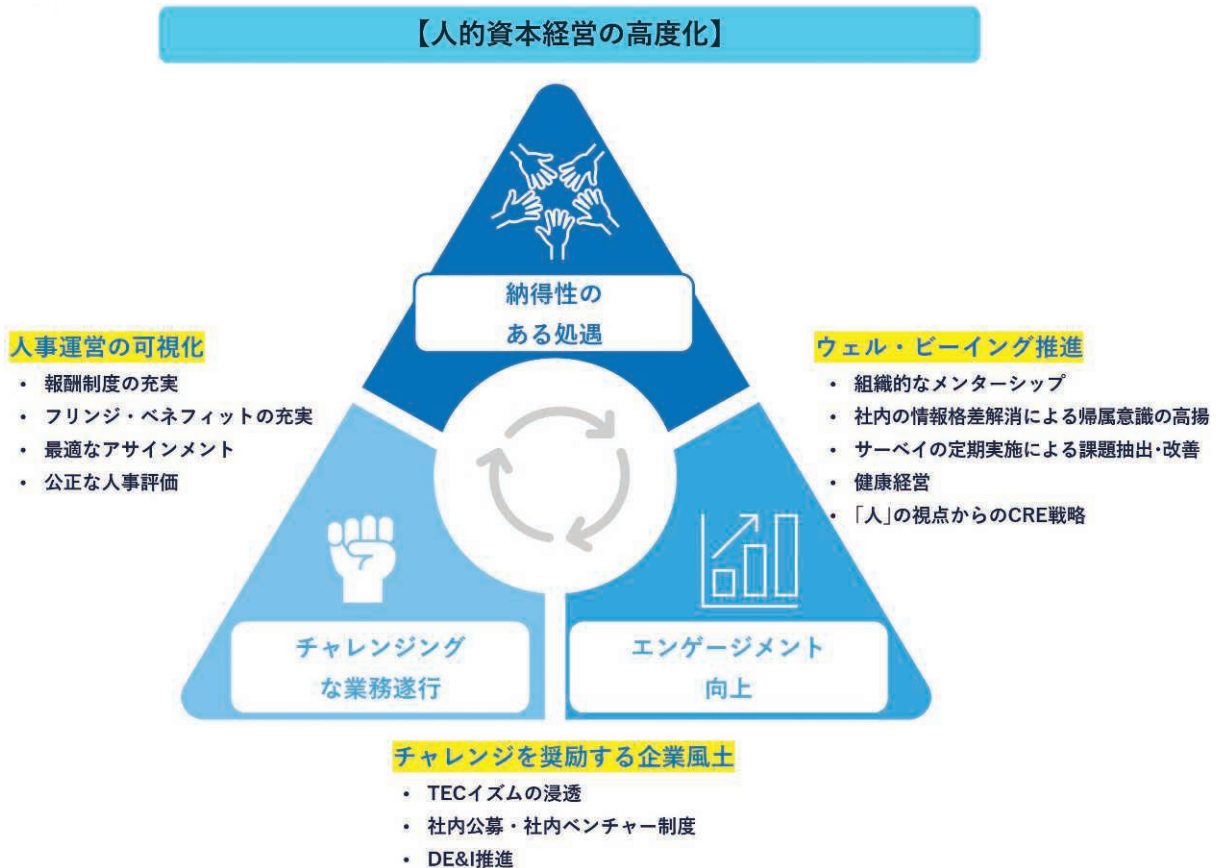 【人的資本経営の高度化】
納得性の
ある処遇
人事運営の可視化
• 報酬制度の充実
• フリンジ・ベネフィットの充実
• 最適なアサインメント
• 公正な人事評価
ウェル・ビーイング推進
• 組織的なメンターシップ
• 社内の情報格差解消による帰属意識の高揚
• サーベイの定期実施による課題抽出・改善
• 健康経営
• 「人」の視点からのCRE戦略
チャレンジング
な業務遂行
エンゲージメント
向上
チャレンジを奨励する企業風土
• TECイズムの浸透
• 社内公募・社内ベンチャー制度
• DE&I推進